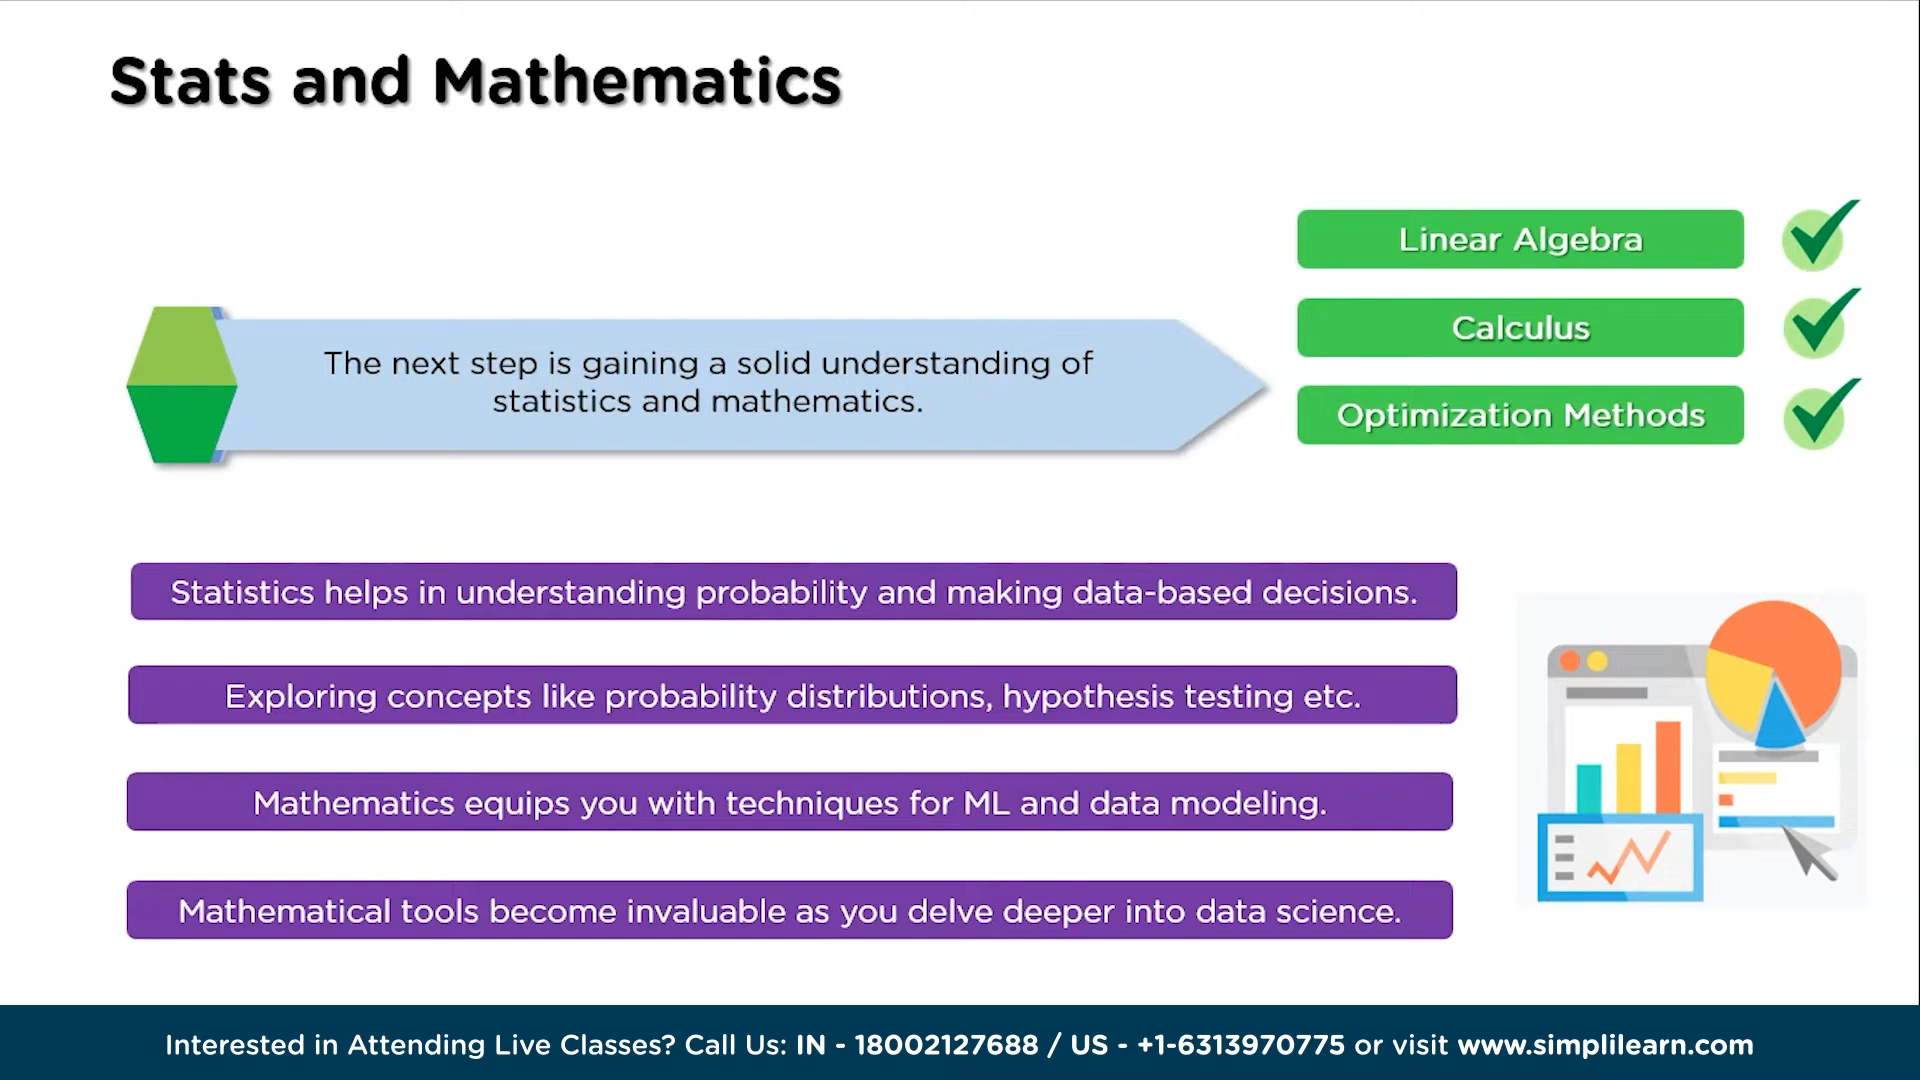 Stats and Mathematics
Linear Algebra
Calculus
Optimization Methods
The next step is gaining a solid understanding of
statistics and mathematics.
Statistics helps in understanding probability and making data-based decisions.
Exploring concepts like probability distributions, hypothesis testing etc.
Mathematics equips you with techniques for ML and data modeling.
Mathematical tools become invaluable as you delve deeper into data science.
Interested in Attending Live Classes? Call Us: IN - 18002127688 / US - +1-6313970775 or visit www.simplilearn.com